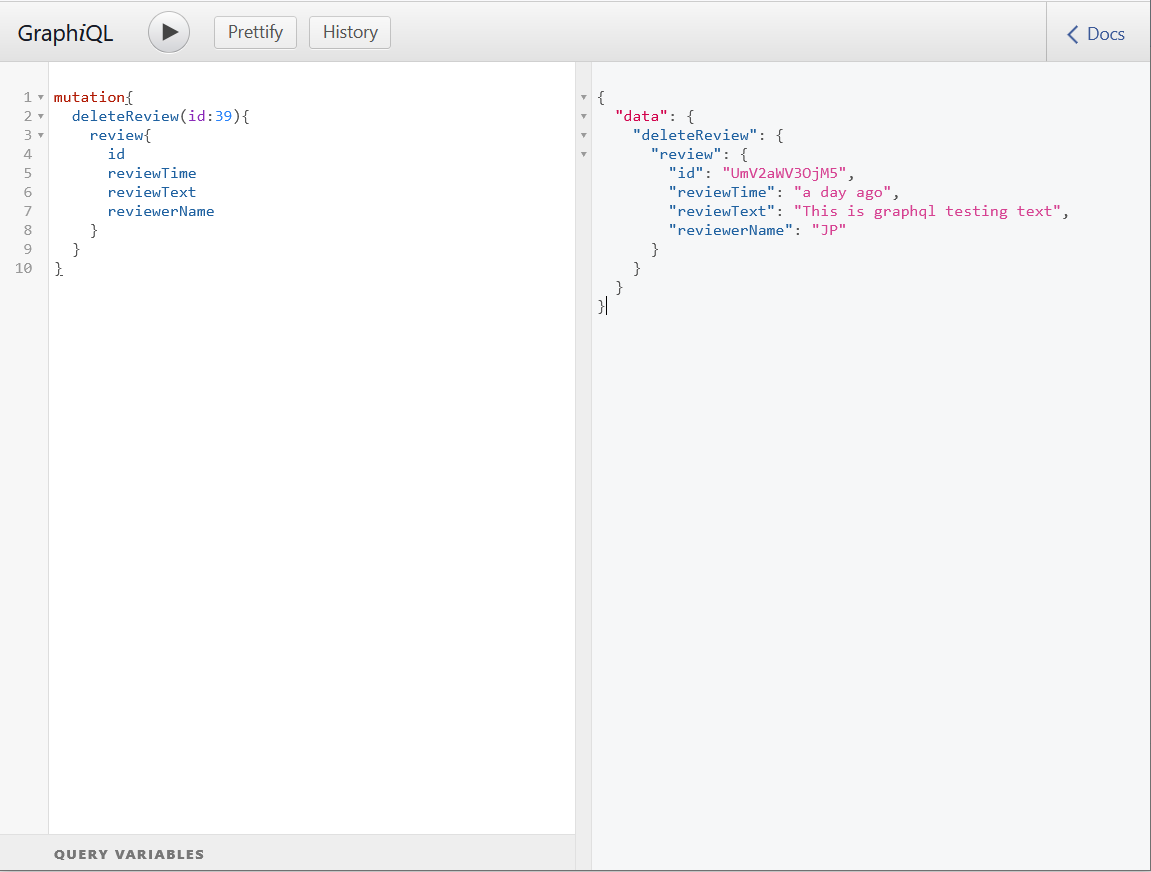 GraphiQL Prettify History Docs
1 mutation{
2 deleteReview(id:39){
3 review{
4 id
5 reviewTime
6 reviewText
7 reviewerName
8 }
9 }
10 }
QUERY VARIABLES
{
"data": {
"deleteReview": {
"review": {
"id": "UmV2aWV3OjM5",
"reviewTime": "a day ago",
"reviewText": "This is graphql testing text",
"reviewerName": "JP"
}
}
}
}